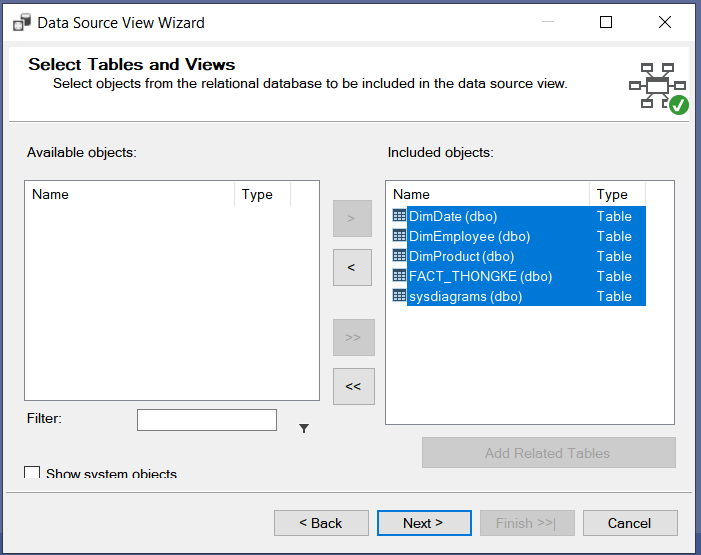 Data Source View Wizard
Select Tables and Views
Select objects from the relational database to be included in the data source view.
Available objects:
Name Type
>
<
>>
<<
Filter:
Show system objects
Included objects:
Name Type
DimDate (dbo) Table
DimEmployee (dbo) Table
DimProduct (dbo) Table
FACT_THONGKE (dbo) Table
sysdiagrams (dbo) Table
Add Related Tables
< Back Next > Finish >>| Cancel